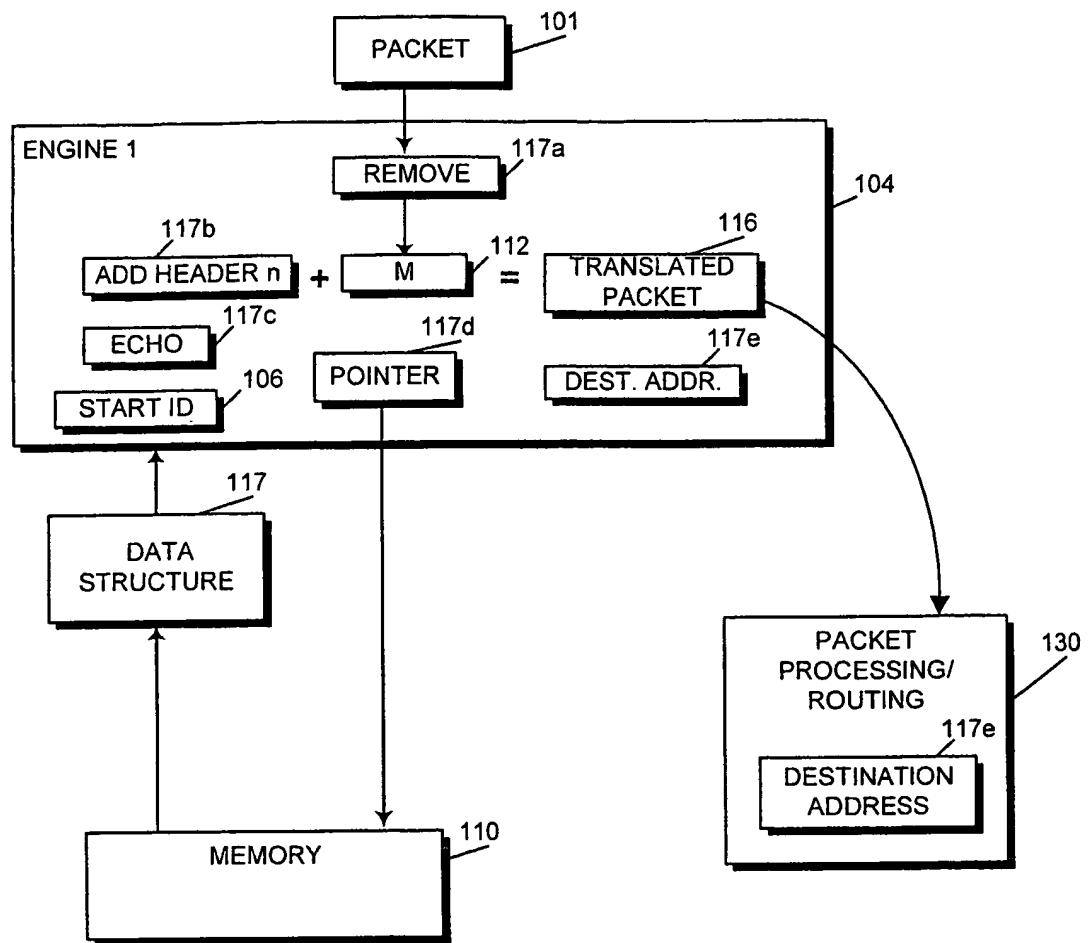 101
PACKET
ENGINE 1
117a
REMOVE
104
117b
112
116
ADD HEADER n + M = TRANSLATED
PACKET
117c
117d
117e
ECHO
POINTER
DEST. ADDR.
106
START ID
117
DATA
STRUCTURE
PACKET
PROCESSING/
ROUTING
130
117e
DESTINATION
ADDRESS
MEMORY
110